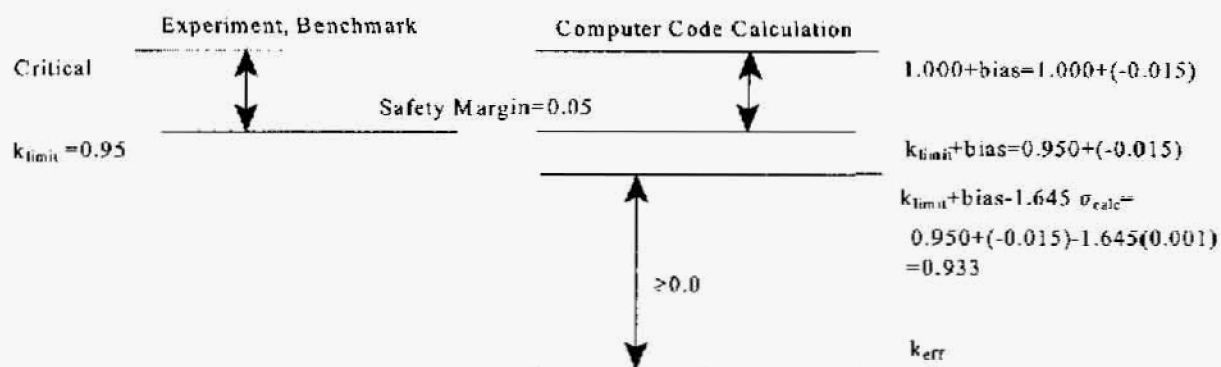 Experiment, Benchmark
Computer Code Calculation
Critical
1.000+bias=1.000+(-0.015)
Safety Margin=0.05
k_limit =0.95
k_limit+bias=0.950+(-0.015)
k_limit+bias-1.645 σ_calc=
0.950+(-0.015)-1.645(0.001)
=0.933
≥0.0
k_eff